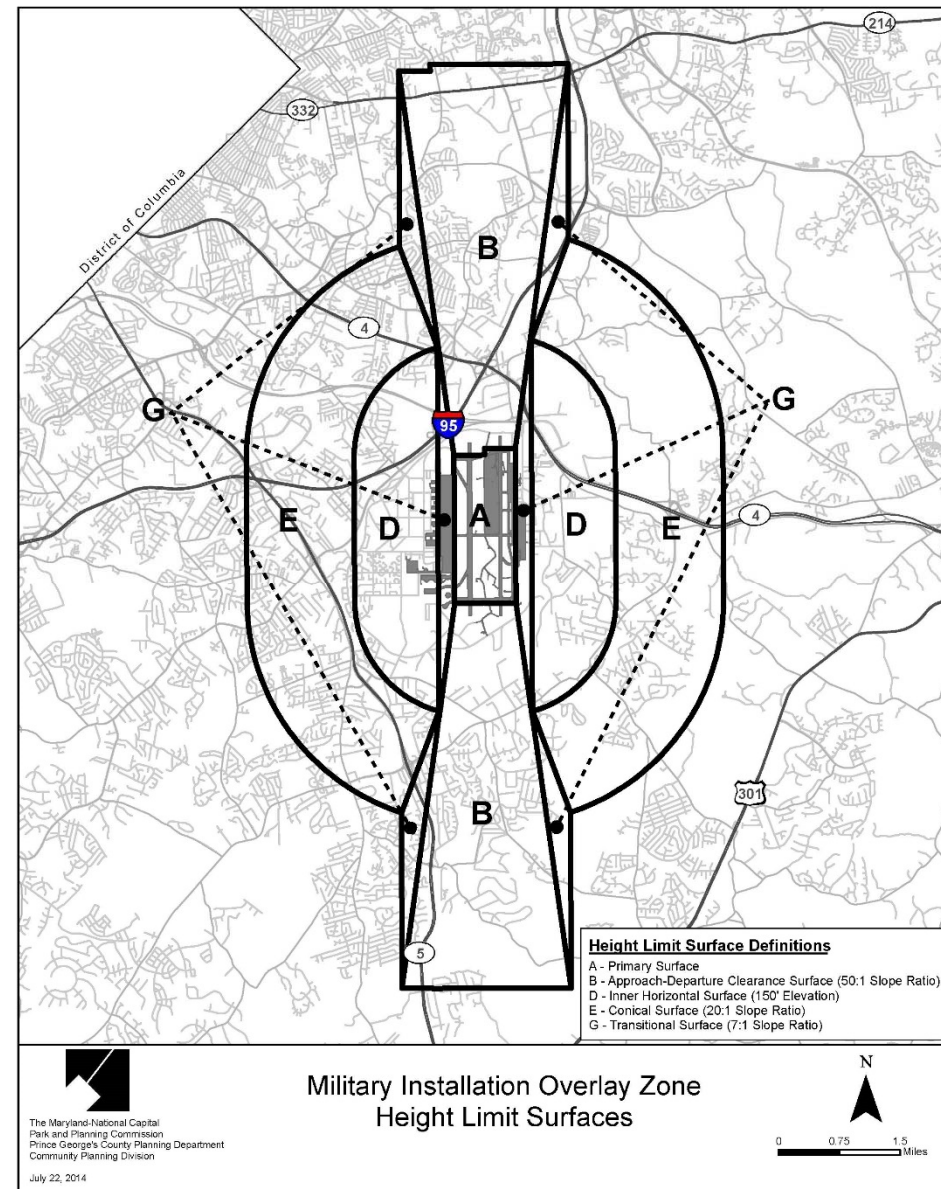 214
332
District of Columbia
B
4
G
G
95
E
D
A
D
E
4
B
301
5
Height Limit Surface Definitions
A - Primary Surface
B - Approach-Departure Clearance Surface (50:1 Slope Ratio)
D - Inner Horizontal Surface (150' Elevation)
E - Conical Surface (20:1 Slope Ratio)
G - Transitional Surface (7:1 Slope Ratio)
The Maryland-National Capital
Park and Planning Commission
Prince George's County Planning Department
Community Planning Division
July 22, 2014
Military Installation Overlay Zone
Height Limit Surfaces
N
0 0.75 1.5
Miles